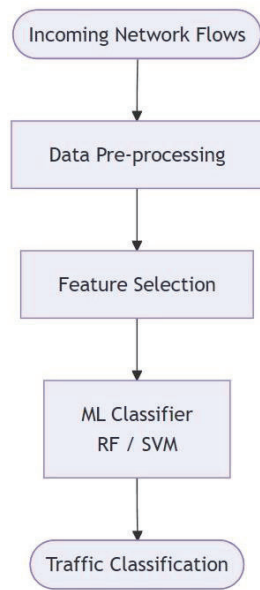 Incoming Network Flows
Data Pre-processing
Feature Selection
ML Classifier
RF / SVM
Traffic Classification